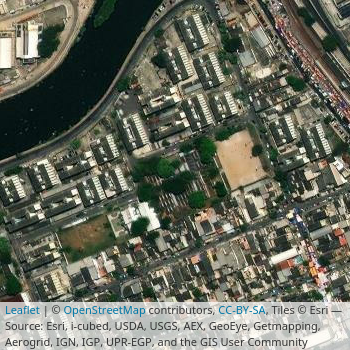 Leaflet | © OpenStreetMap contributors, CC-BY-SA, Tiles © Esri —
Source: Esri, i-cubed, USDA, USGS, AEX, GeoEye, Getmapping,
Aerogrid, IGN, IGP, UPR-EGP, and the GIS User Community